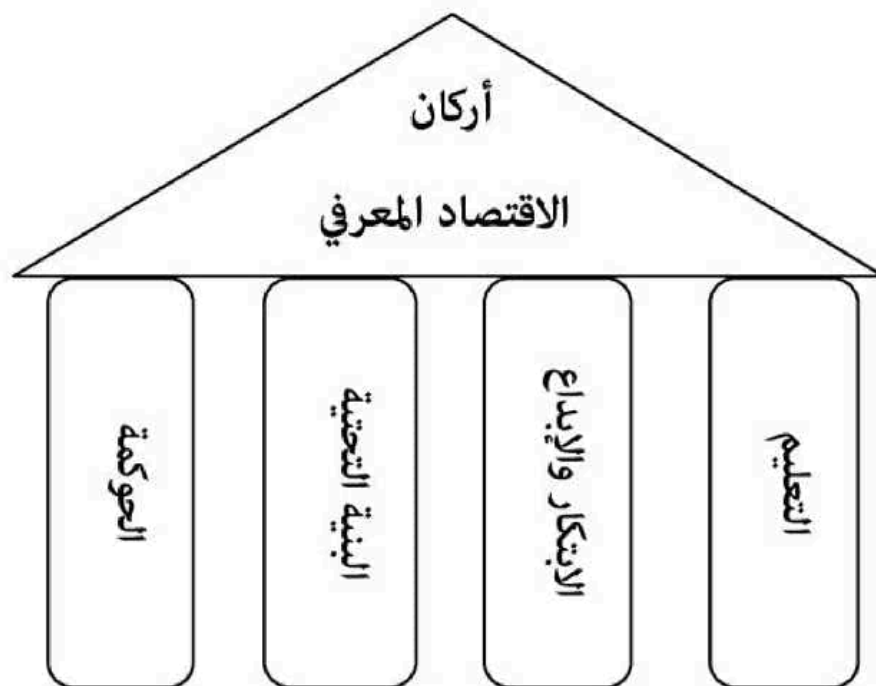 أركان
الاقتصاد المعرفي
التعليم
الابتكار والإبداع
البنية التحتية
الحوكمة